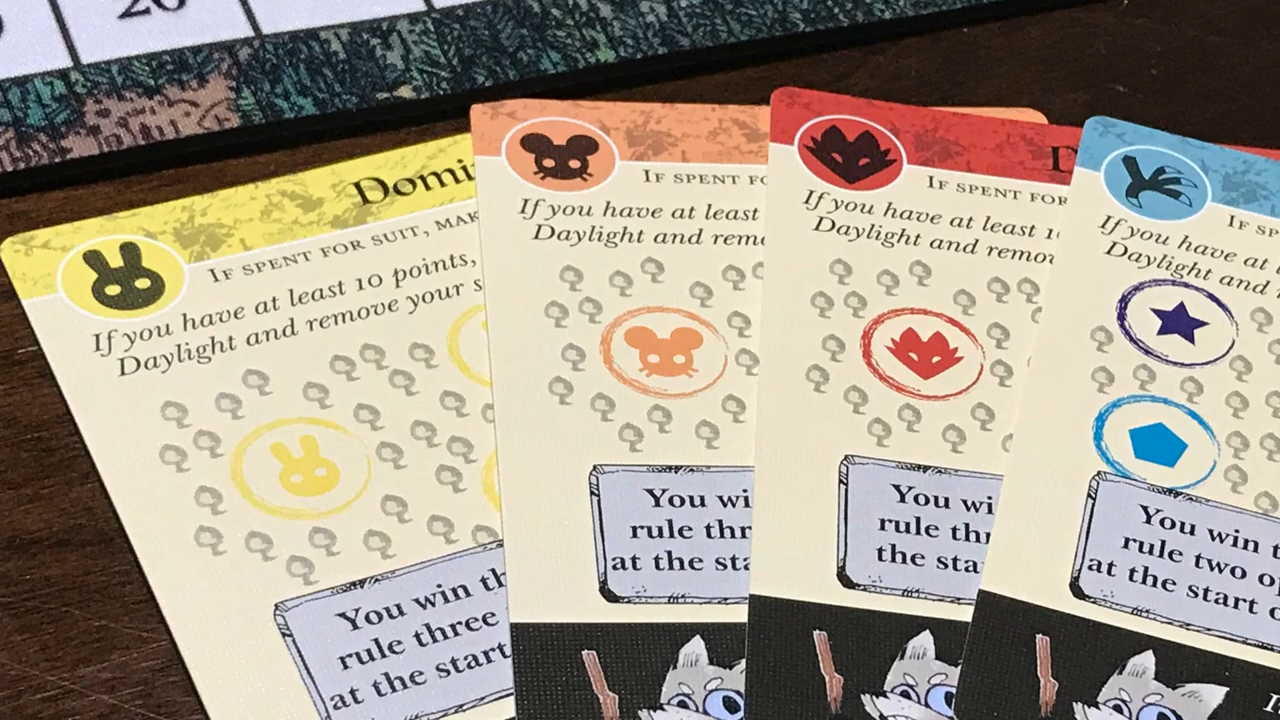 20
Domi
IF SPENT FOR SUIT, MAK
If you have at least 10 points,
Daylight and remove your s
You win th
rule three
at the start
IF SPENT FO
If you have at least
Daylight and remo
You wi
rule thr
at the sta
D
IF SPENT FOR
If you have at least 1
Daylight and remov
You win
rule thr
the sta
IF SP
If you have at
Daylight and
You win t
rule two o
at the start o